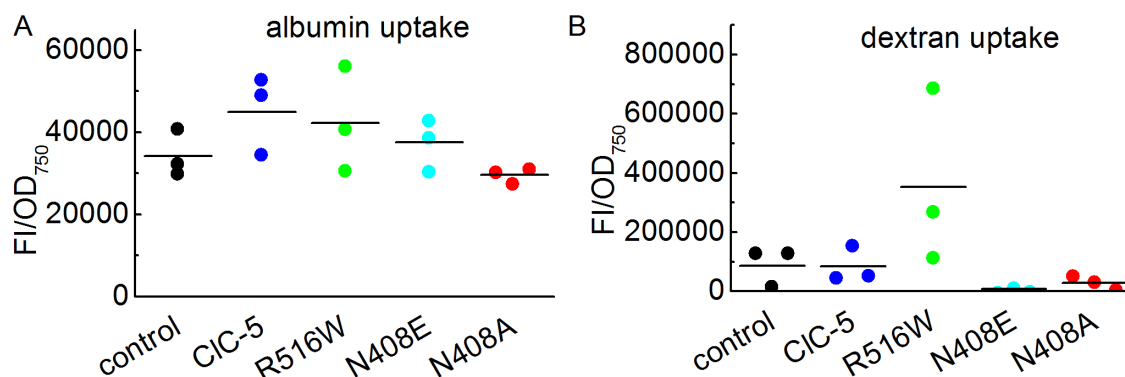 A
albumin uptake
FI/OD750
60000
40000
20000
0
control
ClC-5
R516W
N408E
N408A
B
dextran uptake
FI/OD750
800000
600000
400000
200000
0
control
ClC-5
R516W
N408E
N408A